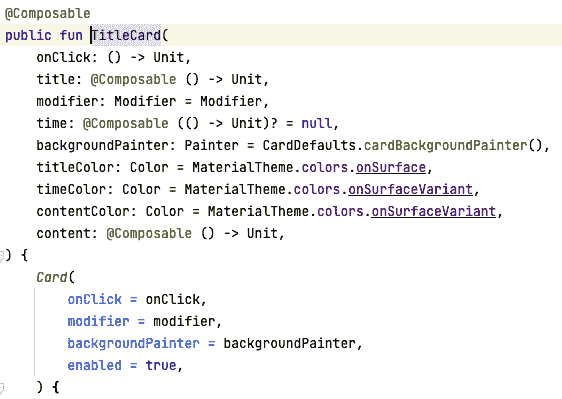 @Composable
public fun TitleCard(
    onClick: () -> Unit,
    title: @Composable () -> Unit,
    modifier: Modifier = Modifier,
    time: @Composable (() -> Unit)? = null,
    backgroundPainter: Painter = CardDefaults.cardBackgroundPainter(),
    titleColor: Color = MaterialTheme.colors.onSurface,
    timeColor: Color = MaterialTheme.colors.onSurfaceVariant,
    contentColor: Color = MaterialTheme.colors.onSurfaceVariant,
    content: @Composable () -> Unit,
) {
    Card(
        onClick = onClick,
        modifier = modifier,
        backgroundPainter = backgroundPainter,
        enabled = true,
    ) {